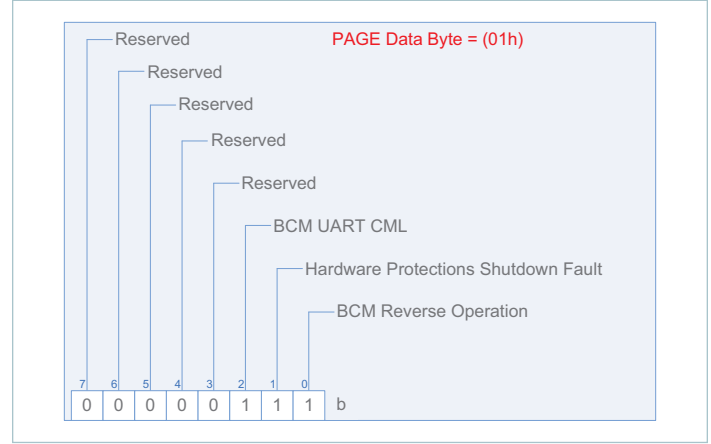 Reserved PAGE Data Byte = (01h)
Reserved
Reserved
Reserved
Reserved
BCM UART CML
Hardware Protections Shutdown Fault
BCM Reverse Operation
7 6 5 4 3 2 1 0
0 0 0 0 0 1 1 1 b